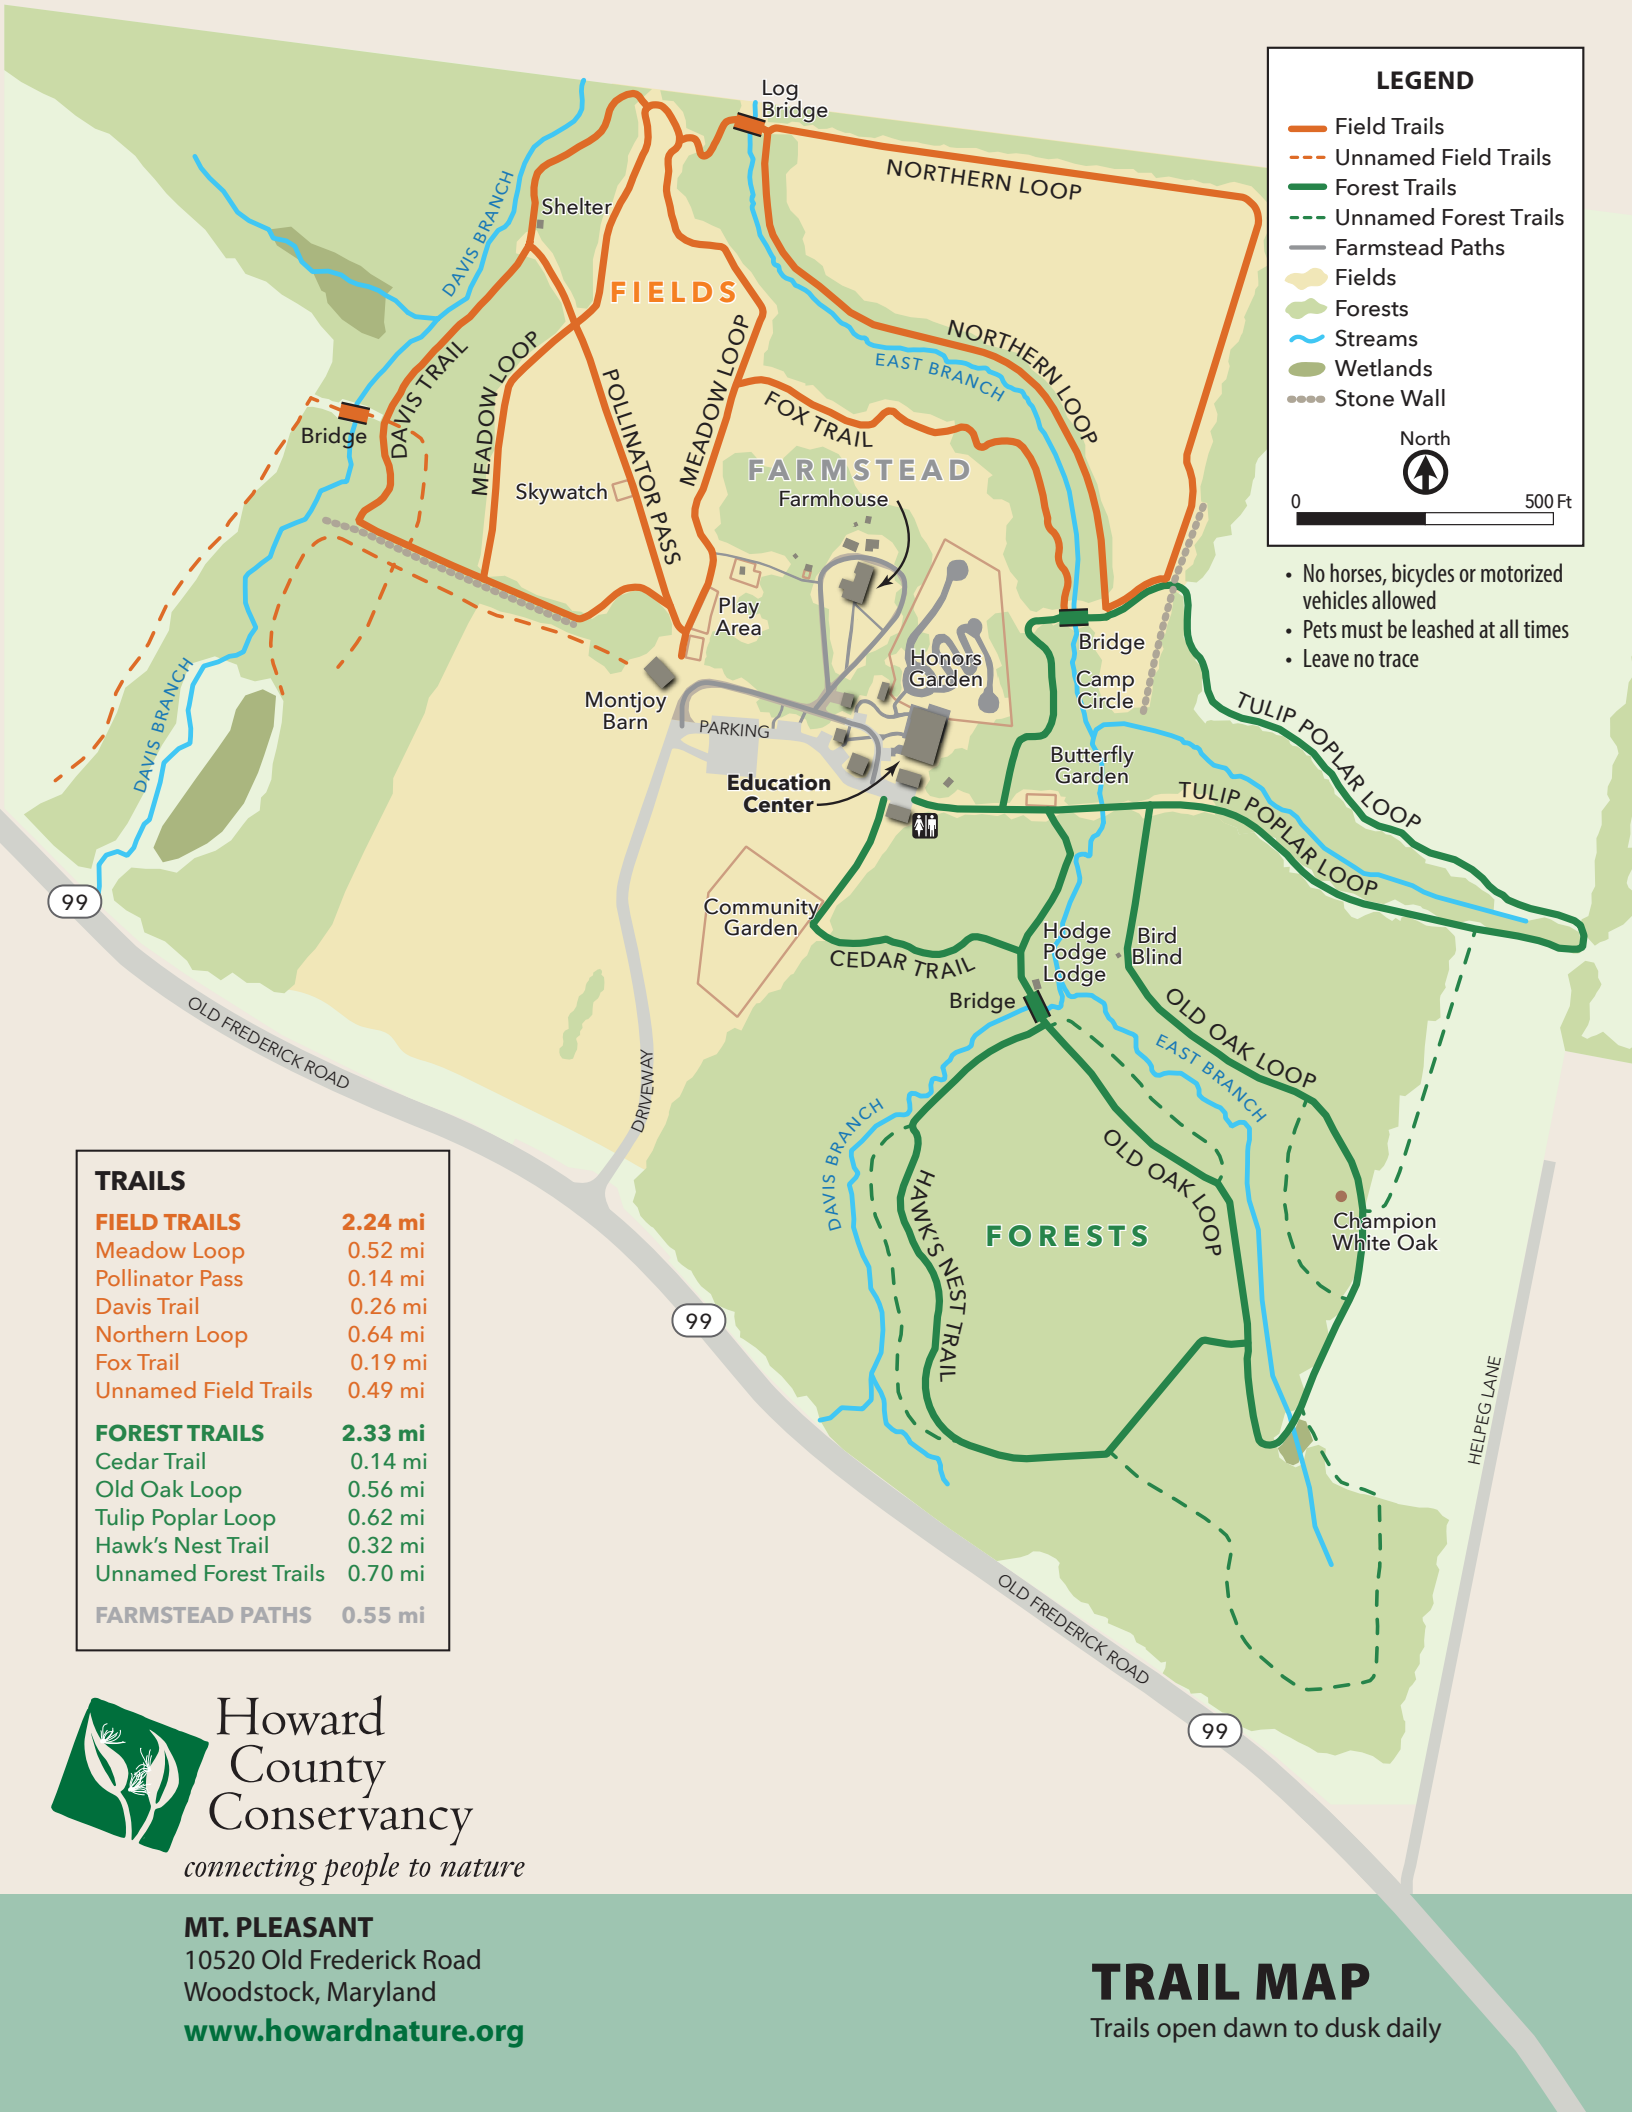 Log
Bridge
NORTHERN LOOP
DAVIS BRANCH
Shelter
FIELDS
NORTHERN LOOP
EAST BRANCH
DAVIS TRAIL
MEADOW LOOP
POLLINATOR PASS
MEADOW LOOP
FOX TRAIL
Bridge
FARMSTEAD
Farmhouse
Skywatch
Play
Area
Honors
Garden
Bridge
Camp
Circle
DAVIS BRANCH
Montjoy
Barn
PARKING
TULIP POPLAR LOOP
Butterfly
Garden
Education
Center
TULIP POPLAR LOOP
99
Community
Garden
Hodge
Podge
Lodge
Bird
Blind
CEDAR TRAIL
Bridge
OLD OAK LOOP
EAST BRANCH
OLD FREDERICK ROAD
DRIVEWAY
DAVIS BRANCH
OLD OAK LOOP
HAWK'S NEST TRAIL
FORESTS
Champion
White Oak
99
HELPEG LANE
OLD FREDERICK ROAD
99
LEGEND
Field Trails
Unnamed Field Trails
Forest Trails
Unnamed Forest Trails
Farmstead Paths
Fields
Forests
Streams
Wetlands
Stone Wall
North
0 500 Ft
• No horses, bicycles or motorized
vehicles allowed
• Pets must be leashed at all times
• Leave no trace
TRAILS
FIELD TRAILS 2.24 mi
Meadow Loop 0.52 mi
Pollinator Pass 0.14 mi
Davis Trail 0.26 mi
Northern Loop 0.64 mi
Fox Trail 0.19 mi
Unnamed Field Trails 0.49 mi
FOREST TRAILS 2.33 mi
Cedar Trail 0.14 mi
Old Oak Loop 0.56 mi
Tulip Poplar Loop 0.62 mi
Hawk's Nest Trail 0.32 mi
Unnamed Forest Trails 0.70 mi
FARMSTEAD PATHS 0.55 mi
Howard
County
Conservancy
connecting people to nature
MT. PLEASANT
10520 Old Frederick Road
Woodstock, Maryland
www.howardnature.org
TRAIL MAP
Trails open dawn to dusk daily